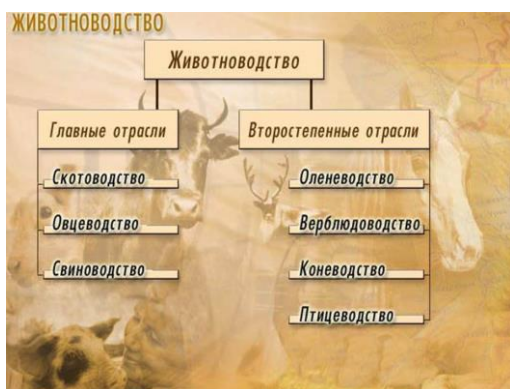 ЖИВОТНОВОДСТВО
Животноводство
Главные отрасли
Скотоводство
Овцеводство
Свиноводство
Второстепенные отрасли
Оленеводство
Верблюдоводство
Коневодство
Птицеводство